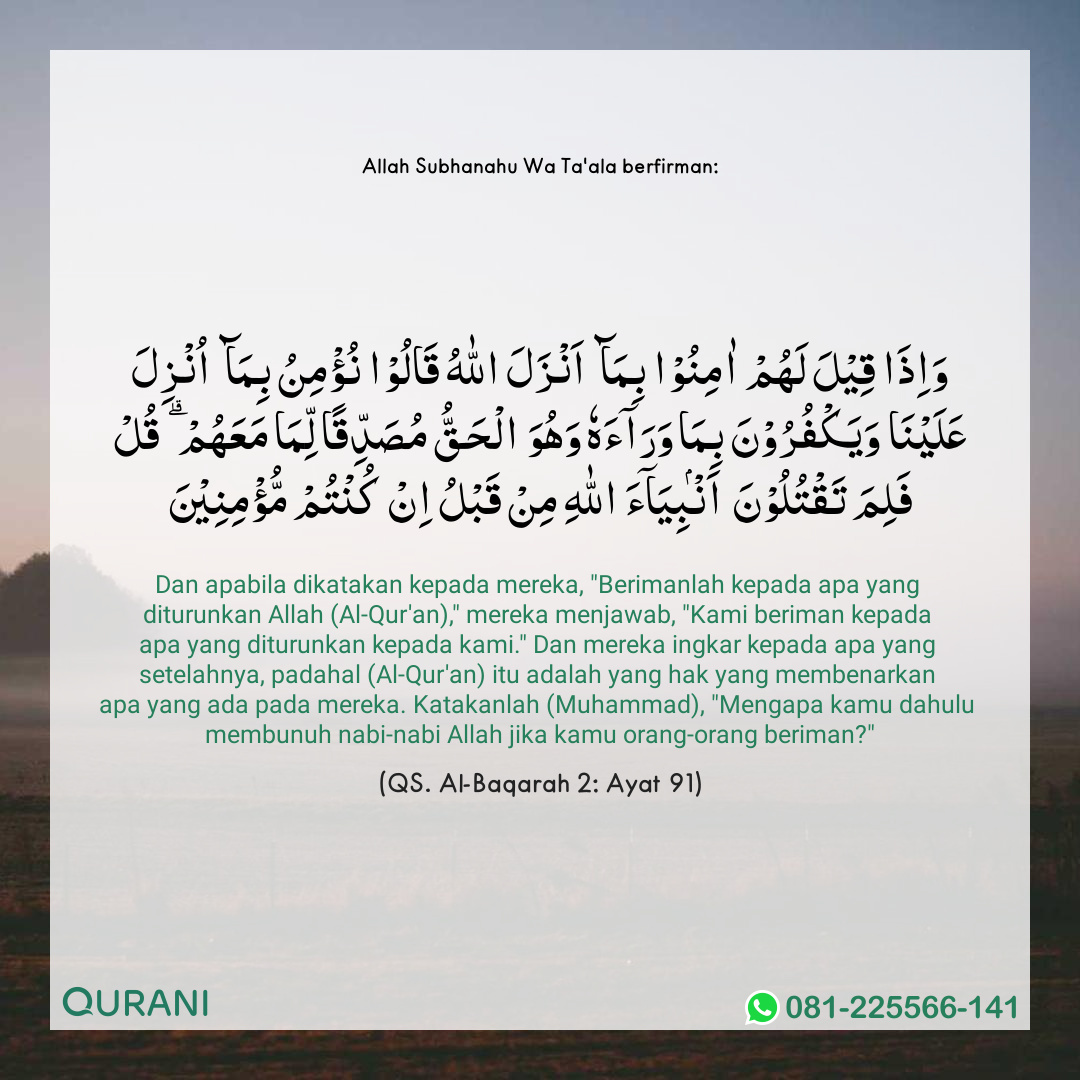 Allah Subhanahu Wa Ta'ala berfirman:
وَاِذَا قِيْلَ لَهُمْ اٰمِنُوْا بِمَآ اَنْزَلَ اللّٰهُ قَالُوْا نُؤْمِنُ بِمَآ اُنْزِلَ
عَلَيْنَا وَيَكْفُرُوْنَ بِمَا وَرَآءَهٗ وَهُوَ الْحَقُّ مُصَدِّقًا لِّمَا مَعَهُمْ ۗ قُلْ
فَلِمَ تَقْتُلُوْنَ اَنْۢبِيَآءَ اللّٰهِ مِنْ قَبْلُ اِنْ كُنْتُمْ مُّؤْمِنِيْنَ
Dan apabila dikatakan kepada mereka, "Berimanlah kepada apa yang
diturunkan Allah (Al-Qur'an)," mereka menjawab, "Kami beriman kepada
apa yang diturunkan kepada kami." Dan mereka ingkar kepada apa yang
setelahnya, padahal (Al-Qur'an) itu adalah yang hak yang membenarkan
apa yang ada pada mereka. Katakanlah (Muhammad), "Mengapa kamu dahulu
membunuh nabi-nabi Allah jika kamu orang-orang beriman?"
(QS. Al-Baqarah 2: Ayat 91)
QURANI
081-225566-141